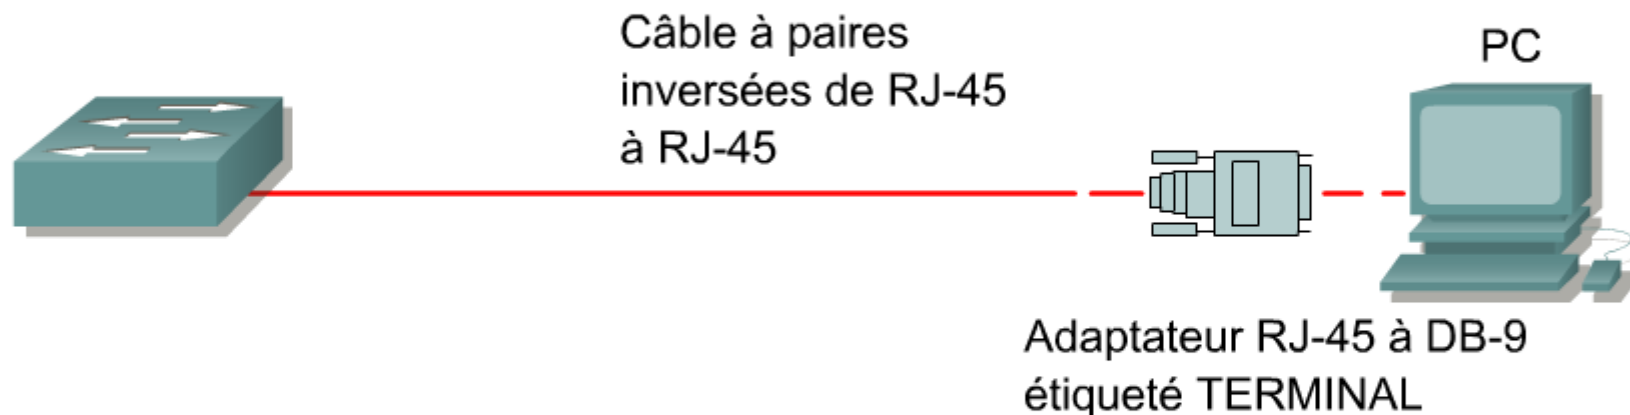 Câble à paires
inversées de RJ-45
à RJ-45
PC
Adaptateur RJ-45 à DB-9
étiqueté TERMINAL